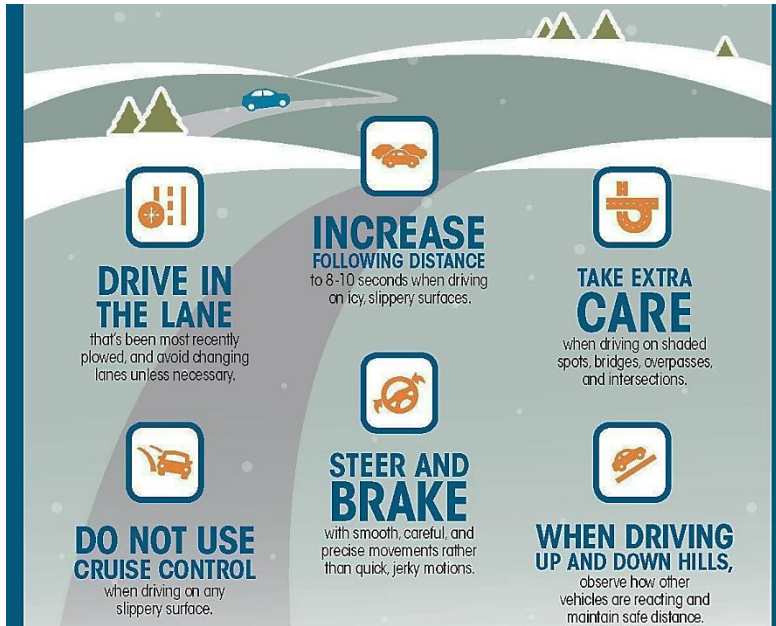 DRIVE IN
THE LANE
that's been most recently
plowed, and avoid changing
lanes unless necessary.
INCREASE
FOLLOWING DISTANCE
to 8-10 seconds when driving
on icy, slippery surfaces.
TAKE EXTRA
CARE
when driving on shaded
spots, bridges, overpasses,
and intersections.
DO NOT USE
CRUISE CONTROL
when driving on any
slippery surface.
STEER AND
BRAKE
with smooth, careful, and
precise movements rather
than quick, jerky motions.
WHEN DRIVING
UP AND DOWN HILLS,
observe how other
vehicles are reacting and
maintain safe distance.